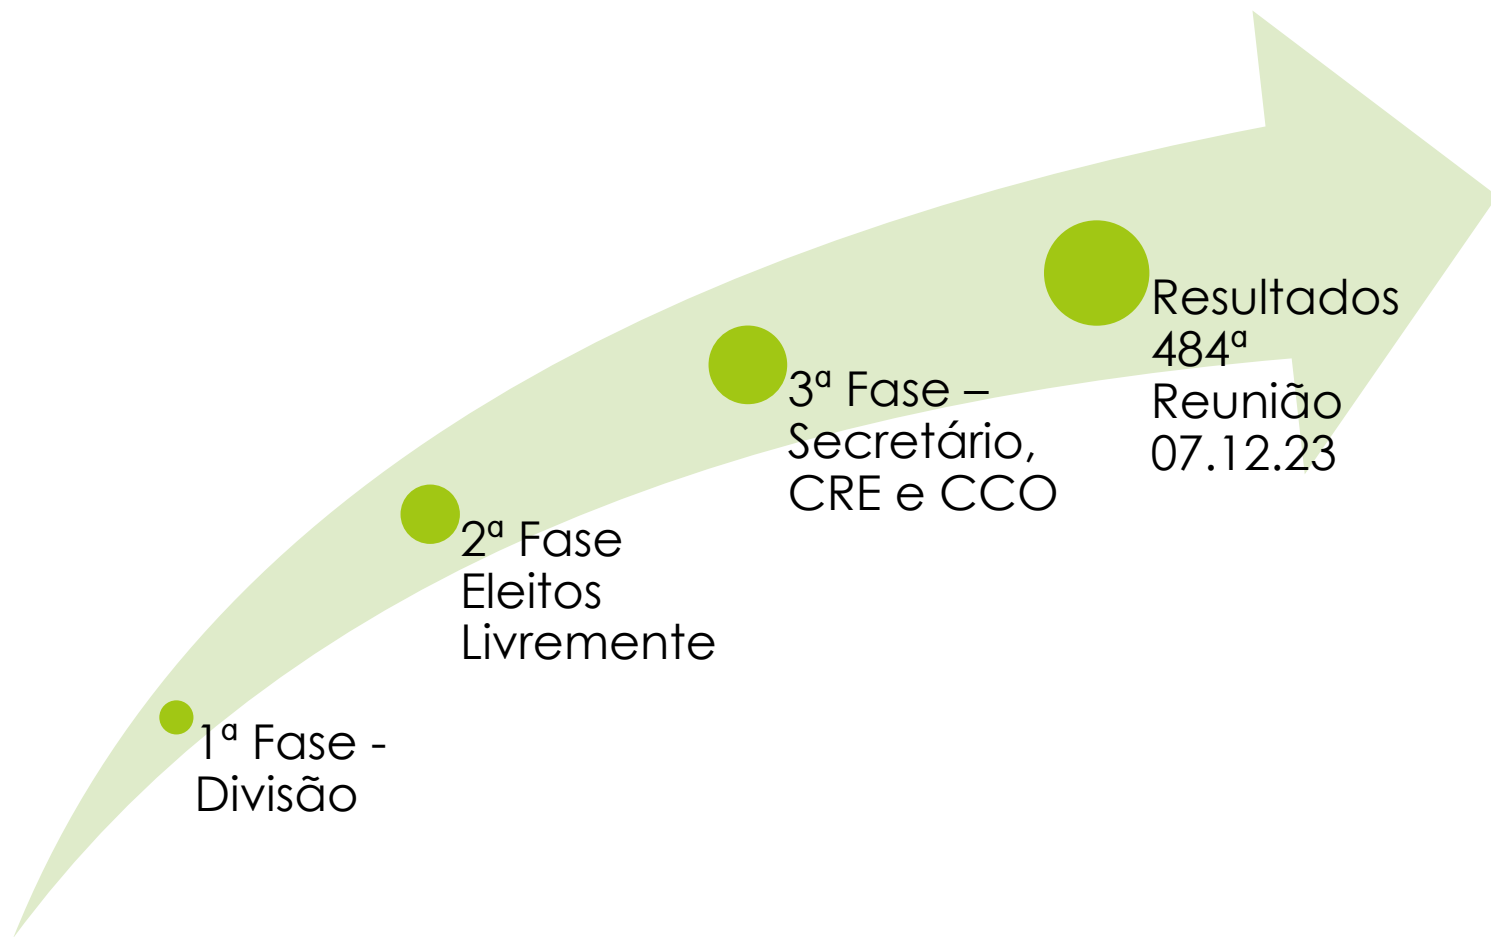 1ª Fase -
Divisão
2ª Fase
Eleitos
Livremente
3ª Fase –
Secretário,
CRE e CCO
Resultados
484ª
Reunião
07.12.23